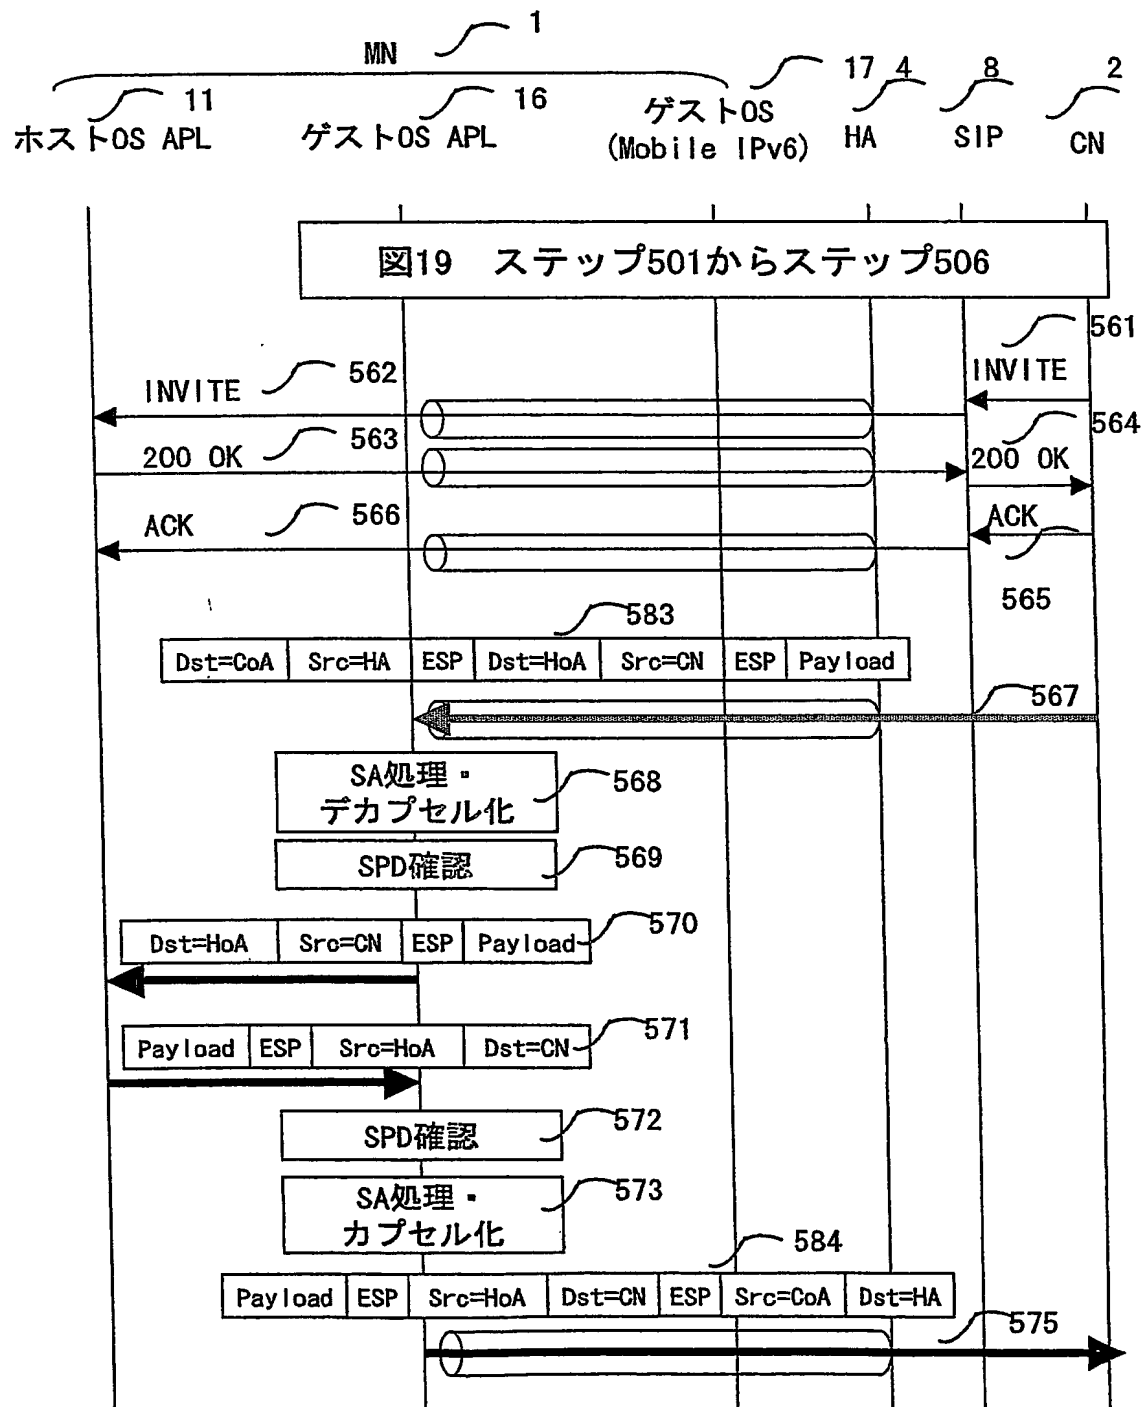 1
MN
11
16
17
4
8
2
ホストOS APL
ゲストOS APL
ゲストOS
(Mobile IPv6)
HA
SIP
CN
図19 ステップ501からステップ506
561
562
INVITE
INVITE
563
564
200 OK
200 OK
566
ACK
ACK
565
583
Dst=CoA Src=HA ESP Dst=HoA Src=CN ESP Payload
567
SA処理・
デカプセル化
568
SPD確認
569
Dst=HoA Src=CN ESP Payload
570
Payload ESP Src=HoA Dst=CN
571
SPD確認
572
SA処理・
カプセル化
573
584
Payload ESP Src=HoA Dst=CN ESP Src=CoA Dst=HA
575